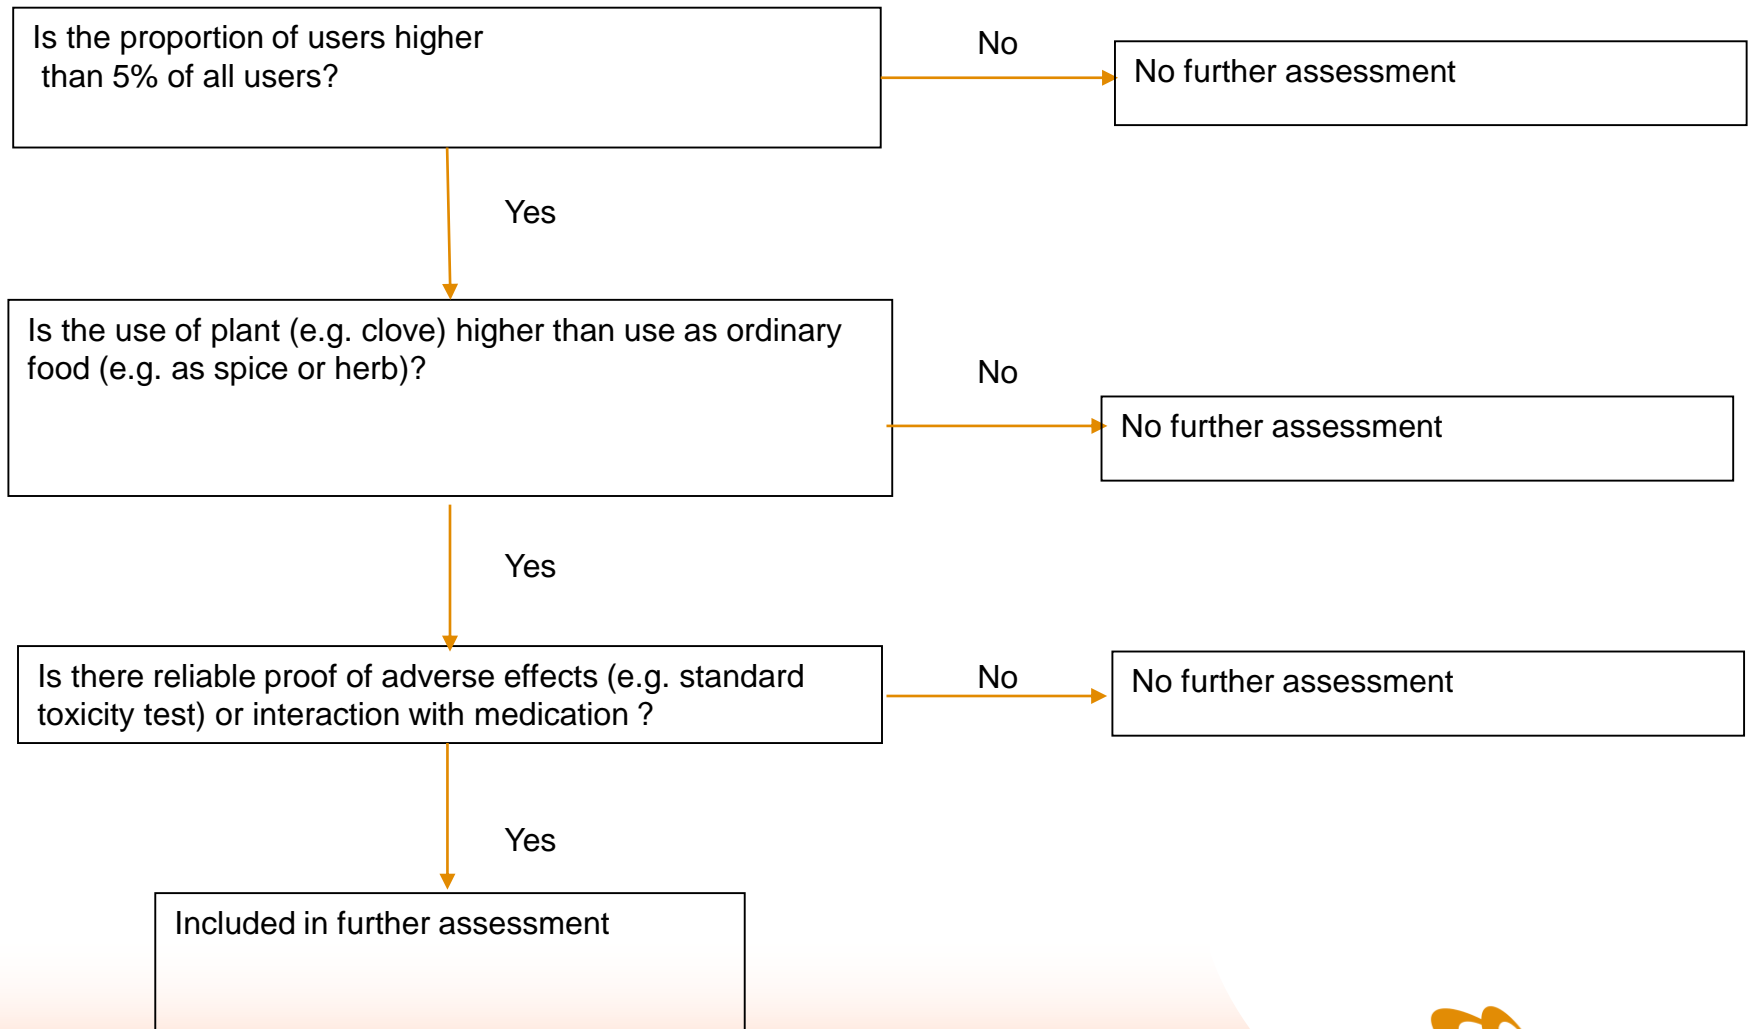 Is the proportion of users higher
than 5% of all users?
No
No further assessment
Yes
Is the use of plant (e.g. clove) higher than use as ordinary
food (e.g. as spice or herb)?
No
No further assessment
Yes
Is there reliable proof of adverse effects (e.g. standard
toxicity test) or interaction with medication ?
No
No further assessment
Yes
Included in further assessment